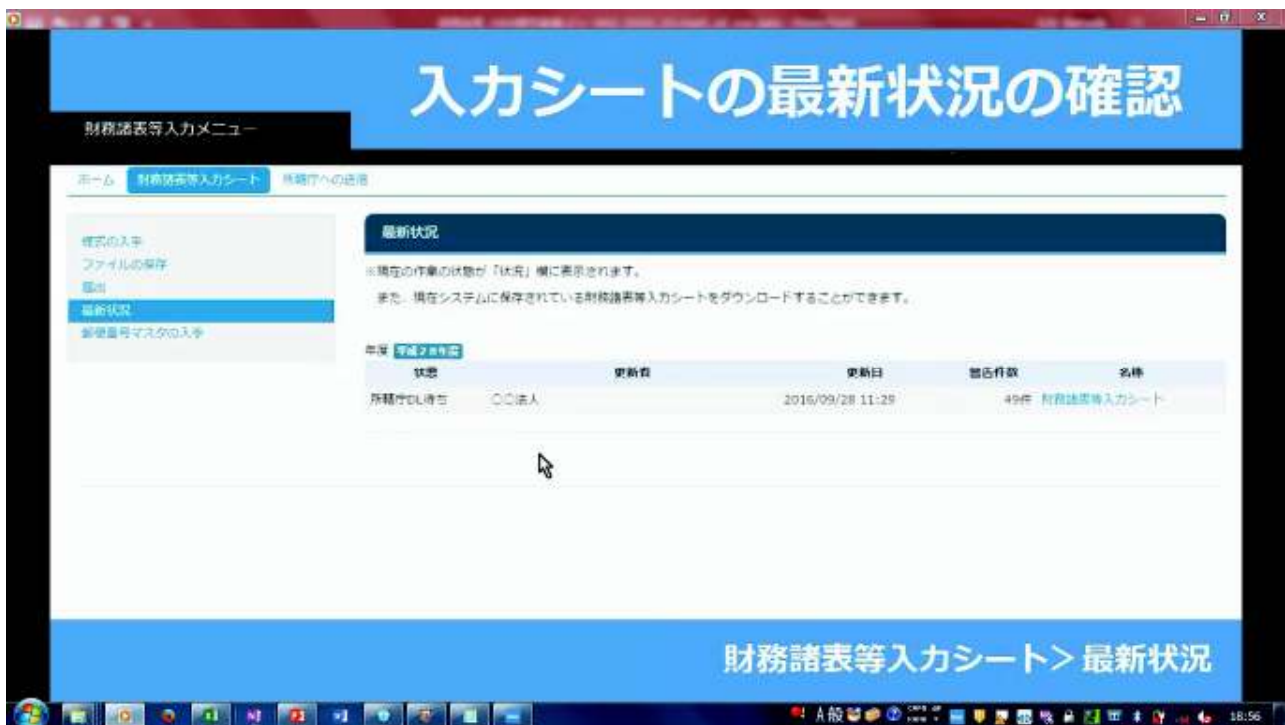 入力シートの最新状況の確認
財務諸表等入力メニュー
ホーム 財務諸表等入力シート 所轄庁への送信
様式の入手
ファイルの保存
届出
最新状況
郵便番号マスタの入手
最新状況
※現在の作業の状態が「状況」欄に表示されます。
また、現在システムに保存されている財務諸表等入力シートをダウンロードすることができます。
年度 平成28年度
状態 更新者 更新日 警告件数 名称
所轄庁DL待ち 〇〇法人 2016/09/28 11:29 49件 財務諸表等入力シート
財務諸表等入力シート＞最新状況
A 般
18:56